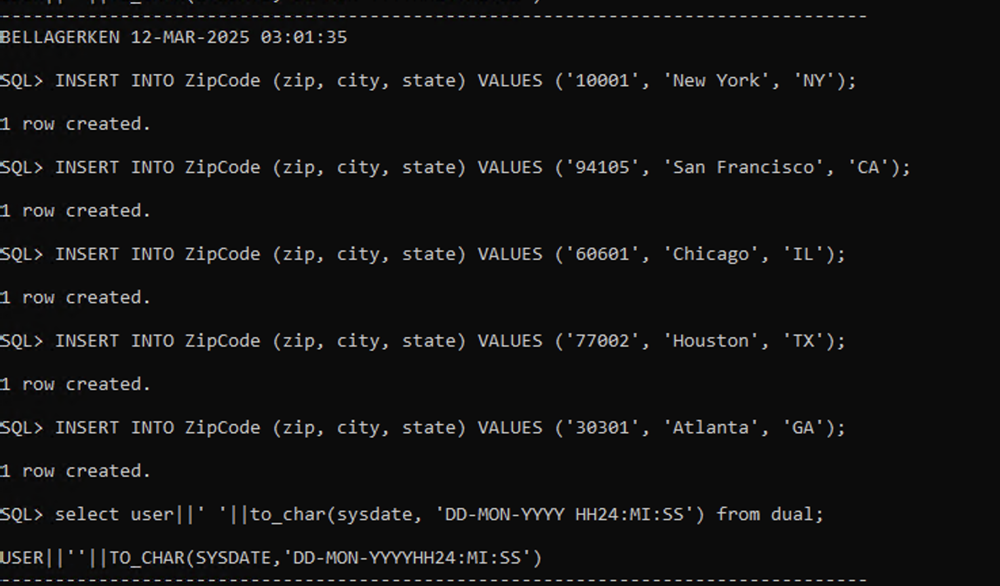 --------------------------------------------------------------------------------
BELLAGERKEN 12-MAR-2025 03:01:35
SQL> INSERT INTO ZipCode (zip, city, state) VALUES ('10001', 'New York', 'NY');
1 row created.
SQL> INSERT INTO ZipCode (zip, city, state) VALUES ('94105', 'San Francisco', 'CA');
1 row created.
SQL> INSERT INTO ZipCode (zip, city, state) VALUES ('60601', 'Chicago', 'IL');
1 row created.
SQL> INSERT INTO ZipCode (zip, city, state) VALUES ('77002', 'Houston', 'TX');
1 row created.
SQL> INSERT INTO ZipCode (zip, city, state) VALUES ('30301', 'Atlanta', 'GA');
1 row created.
SQL> select user||' '||to_char(sysdate, 'DD-MON-YYYY HH24:MI:SS') from dual;
USER||''||TO_CHAR(SYSDATE,'DD-MON-YYYYHH24:MI:SS')
--------------------------------------------------------------------------------